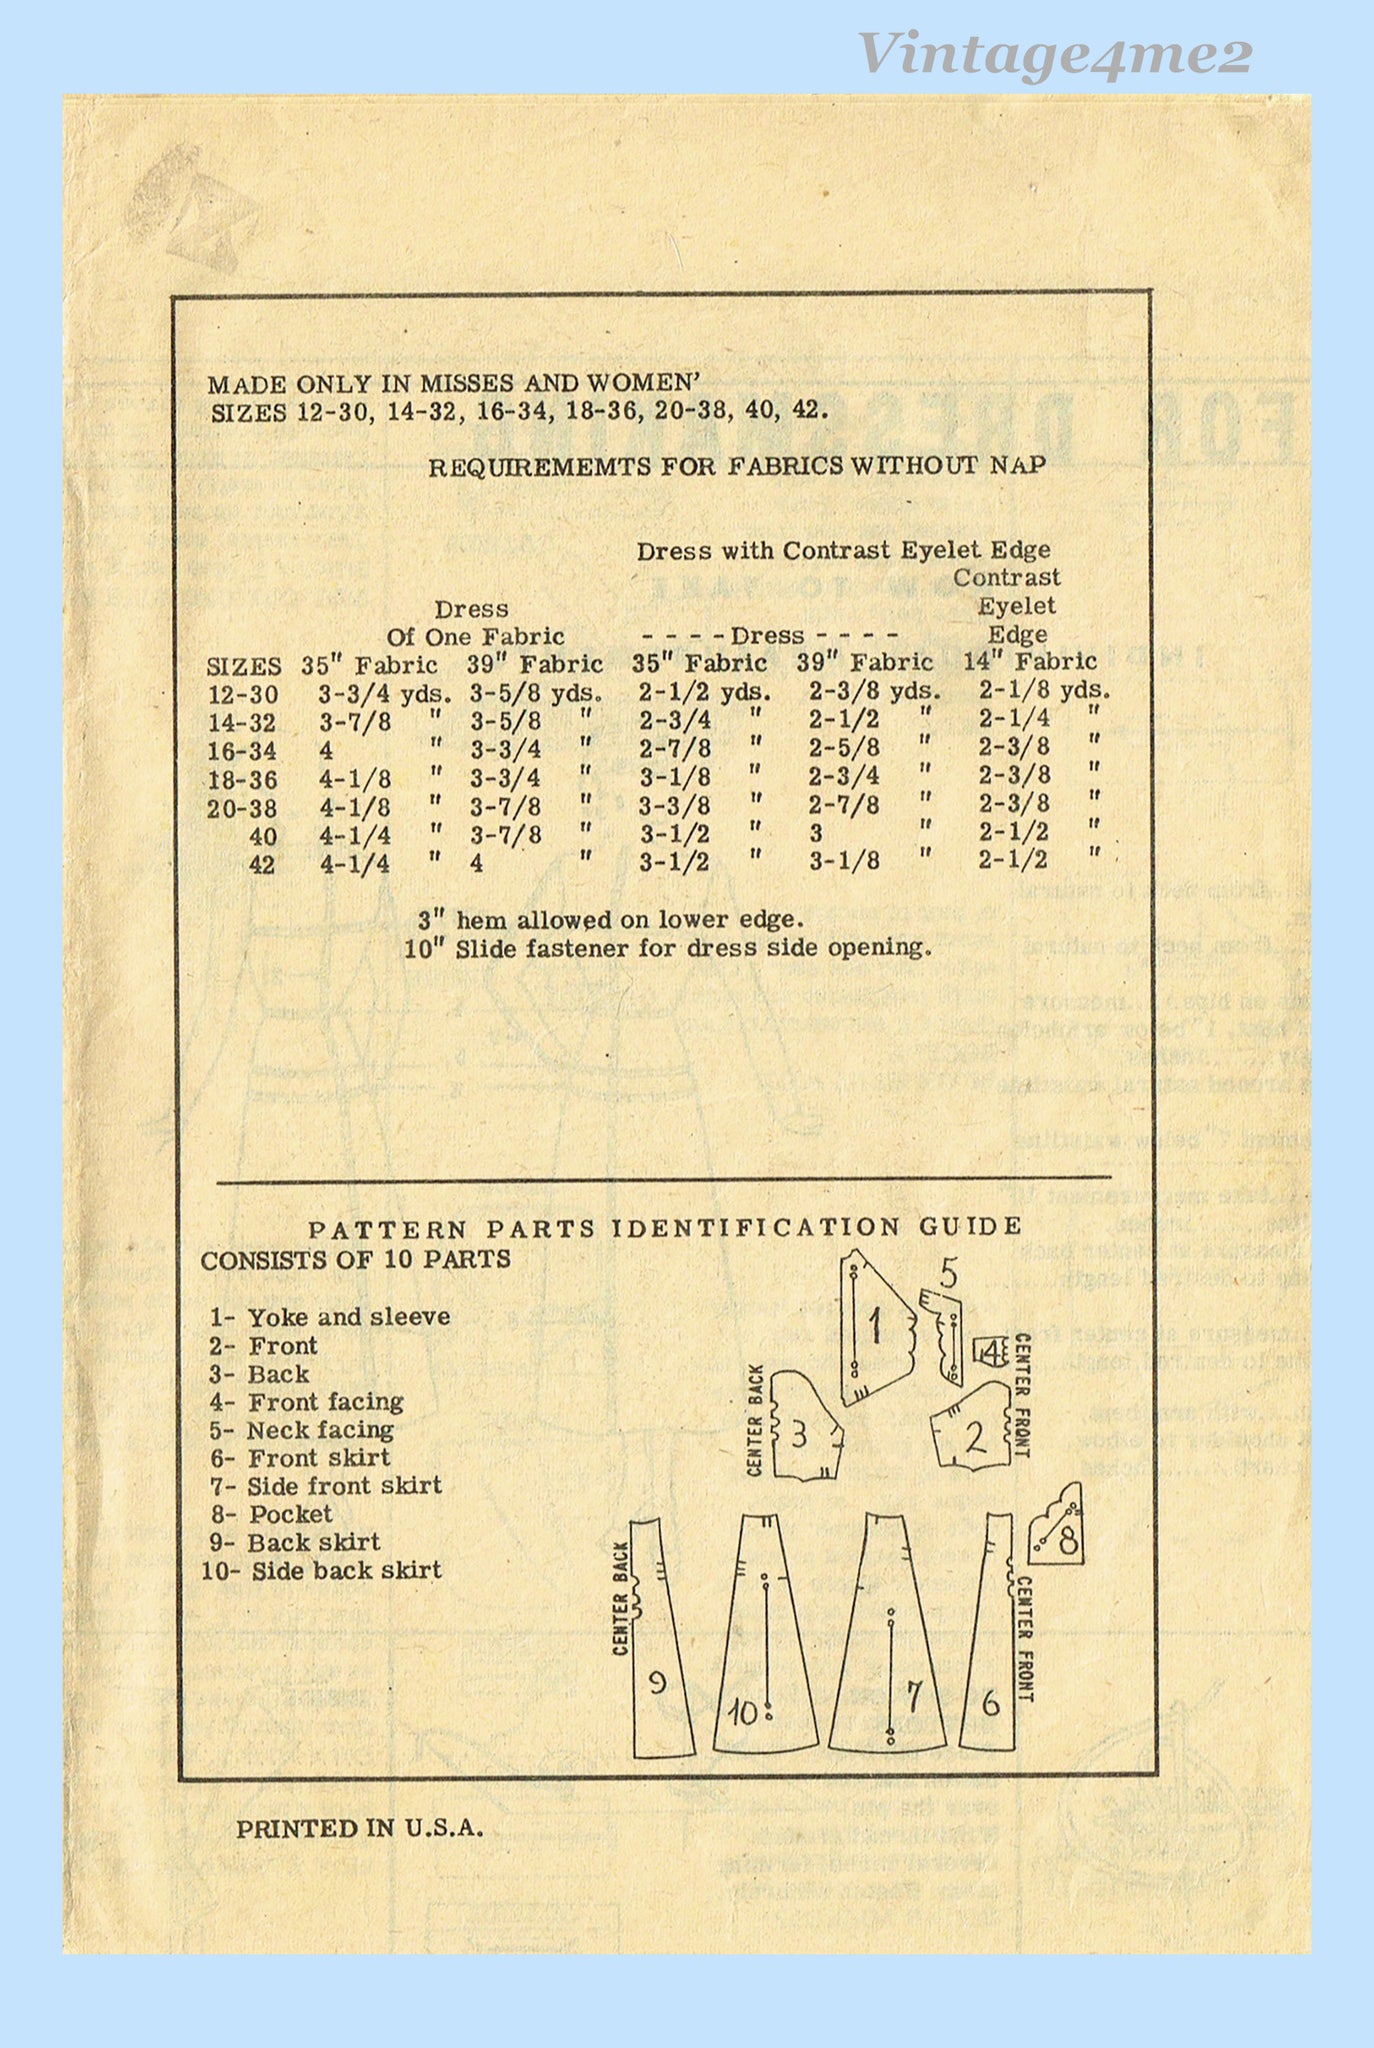 Vintage4me2
MADE ONLY IN MISSES AND WOMEN'
SIZES 12-30, 14-32, 16-34, 18-36, 20-38, 40, 42.
REQUIREMEMTS FOR FABRICS WITHOUT NAP
Dress with Contrast Eyelet Edge
Contrast
Dress Eyelet
Of One Fabric - - - - Dress - - - - Edge
SIZES 35" Fabric 39" Fabric 35" Fabric 39" Fabric 14" Fabric
12-30 3-3/4 yds. 3-5/8 yds. 2-1/2 yds. 2-3/8 yds. 2-1/8 yds.
14-32 3-7/8 " 3-5/8 " 2-3/4 " 2-1/2 " 2-1/4 "
16-34 4 " 3-3/4 " 2-7/8 " 2-5/8 " 2-3/8 "
18-36 4-1/8 " 3-3/4 " 3-1/8 " 2-3/4 " 2-3/8 "
20-38 4-1/8 " 3-7/8 " 3-3/8 " 2-7/8 " 2-3/8 "
40 4-1/4 " 3-7/8 " 3-1/2 " 3 " 2-1/2 "
42 4-1/4 " 4 " 3-1/2 " 3-1/8 " 2-1/2 "
3" hem allowed on lower edge.
10" Slide fastener for dress side opening.
PATTERN PARTS IDENTIFICATION GUIDE
CONSISTS OF 10 PARTS
1- Yoke and sleeve
2- Front
3- Back
4- Front facing
5- Neck facing
6- Front skirt
7- Side front skirt
8- Pocket
9- Back skirt
10- Side back skirt
5
1
4
CENTER FRONT
CENTER BACK
3
2
8
CENTER BACK
9
10
7
6
CENTER FRONT
PRINTED IN U.S.A.